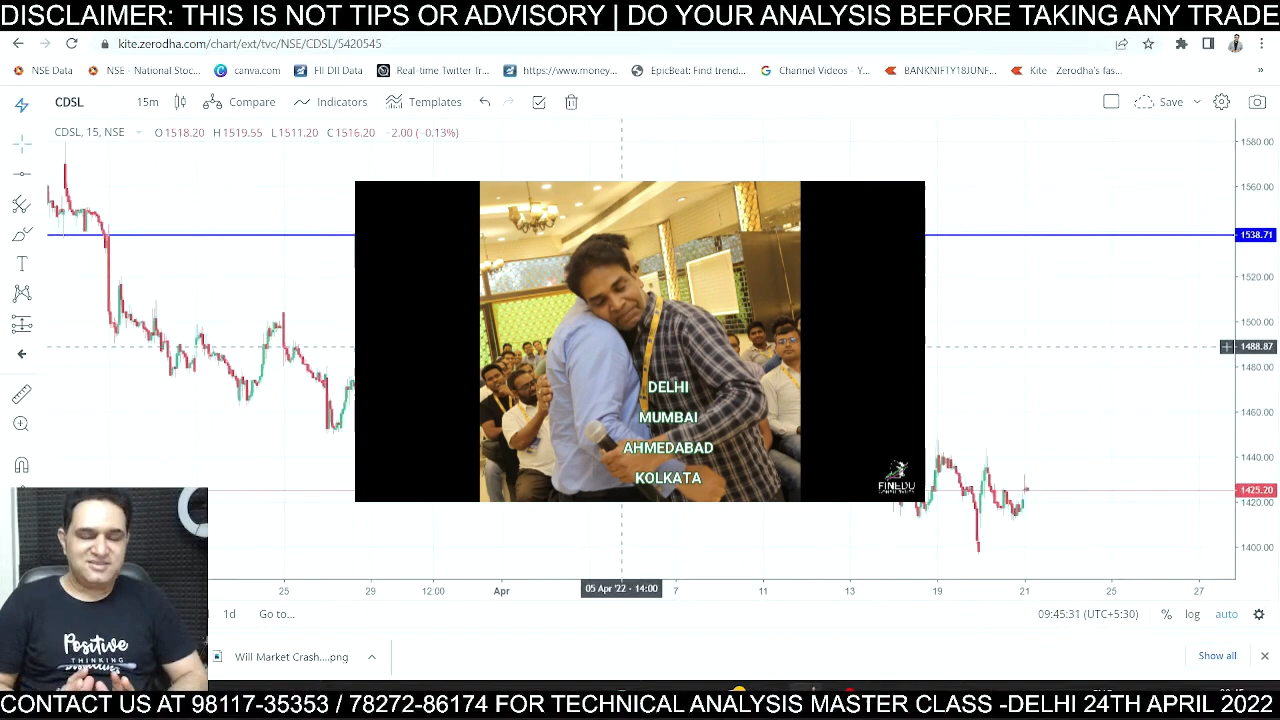 DISCLAIMER: THIS IS NOT TIPS OR ADVISORY | DO YOUR ANALYSIS BEFORE TAKING ANY TRADE
kite.zerodha.com/chart/ext/tvc/NSE/CDSL/5420545
NSE Data
NSE - National Stoc...
canva.com
FII DII Data
Real-time Twitter Tr...
https://www.money...
EpicBeat: Find trend...
Channel Videos - Y...
BANKNIFTY18JUNF...
Kite - Zerodha's fas...
»
CDSL
15m
Compare
Indicators
Templates
Save
CDSL, 15, NSE
O1518.20 H1519.55 L1511.20 C1516.20 -2.00 (-0.13%)
1580.00
1560.00
1538.71
1520.00
1500.00
1488.87
1480.00
1460.00
1440.00
1425.20
1420.00
1400.00
DELHI
MUMBAI
AHMEDABAD
KOLKATA
FINEDU
Positive
THINKING
25
29
12:00
Apr
05 Apr '22 - 14:00
7
11
13
19
21
25
27
1d
Go to...
09:45:31 (UTC+5:30)
%
log
auto
Will Market Crash....png
Show all
CONTACT US AT 98117-35353 / 78272-86174 FOR TECHNICAL ANALYSIS MASTER CLASS -DELHI 24TH APRIL 2022